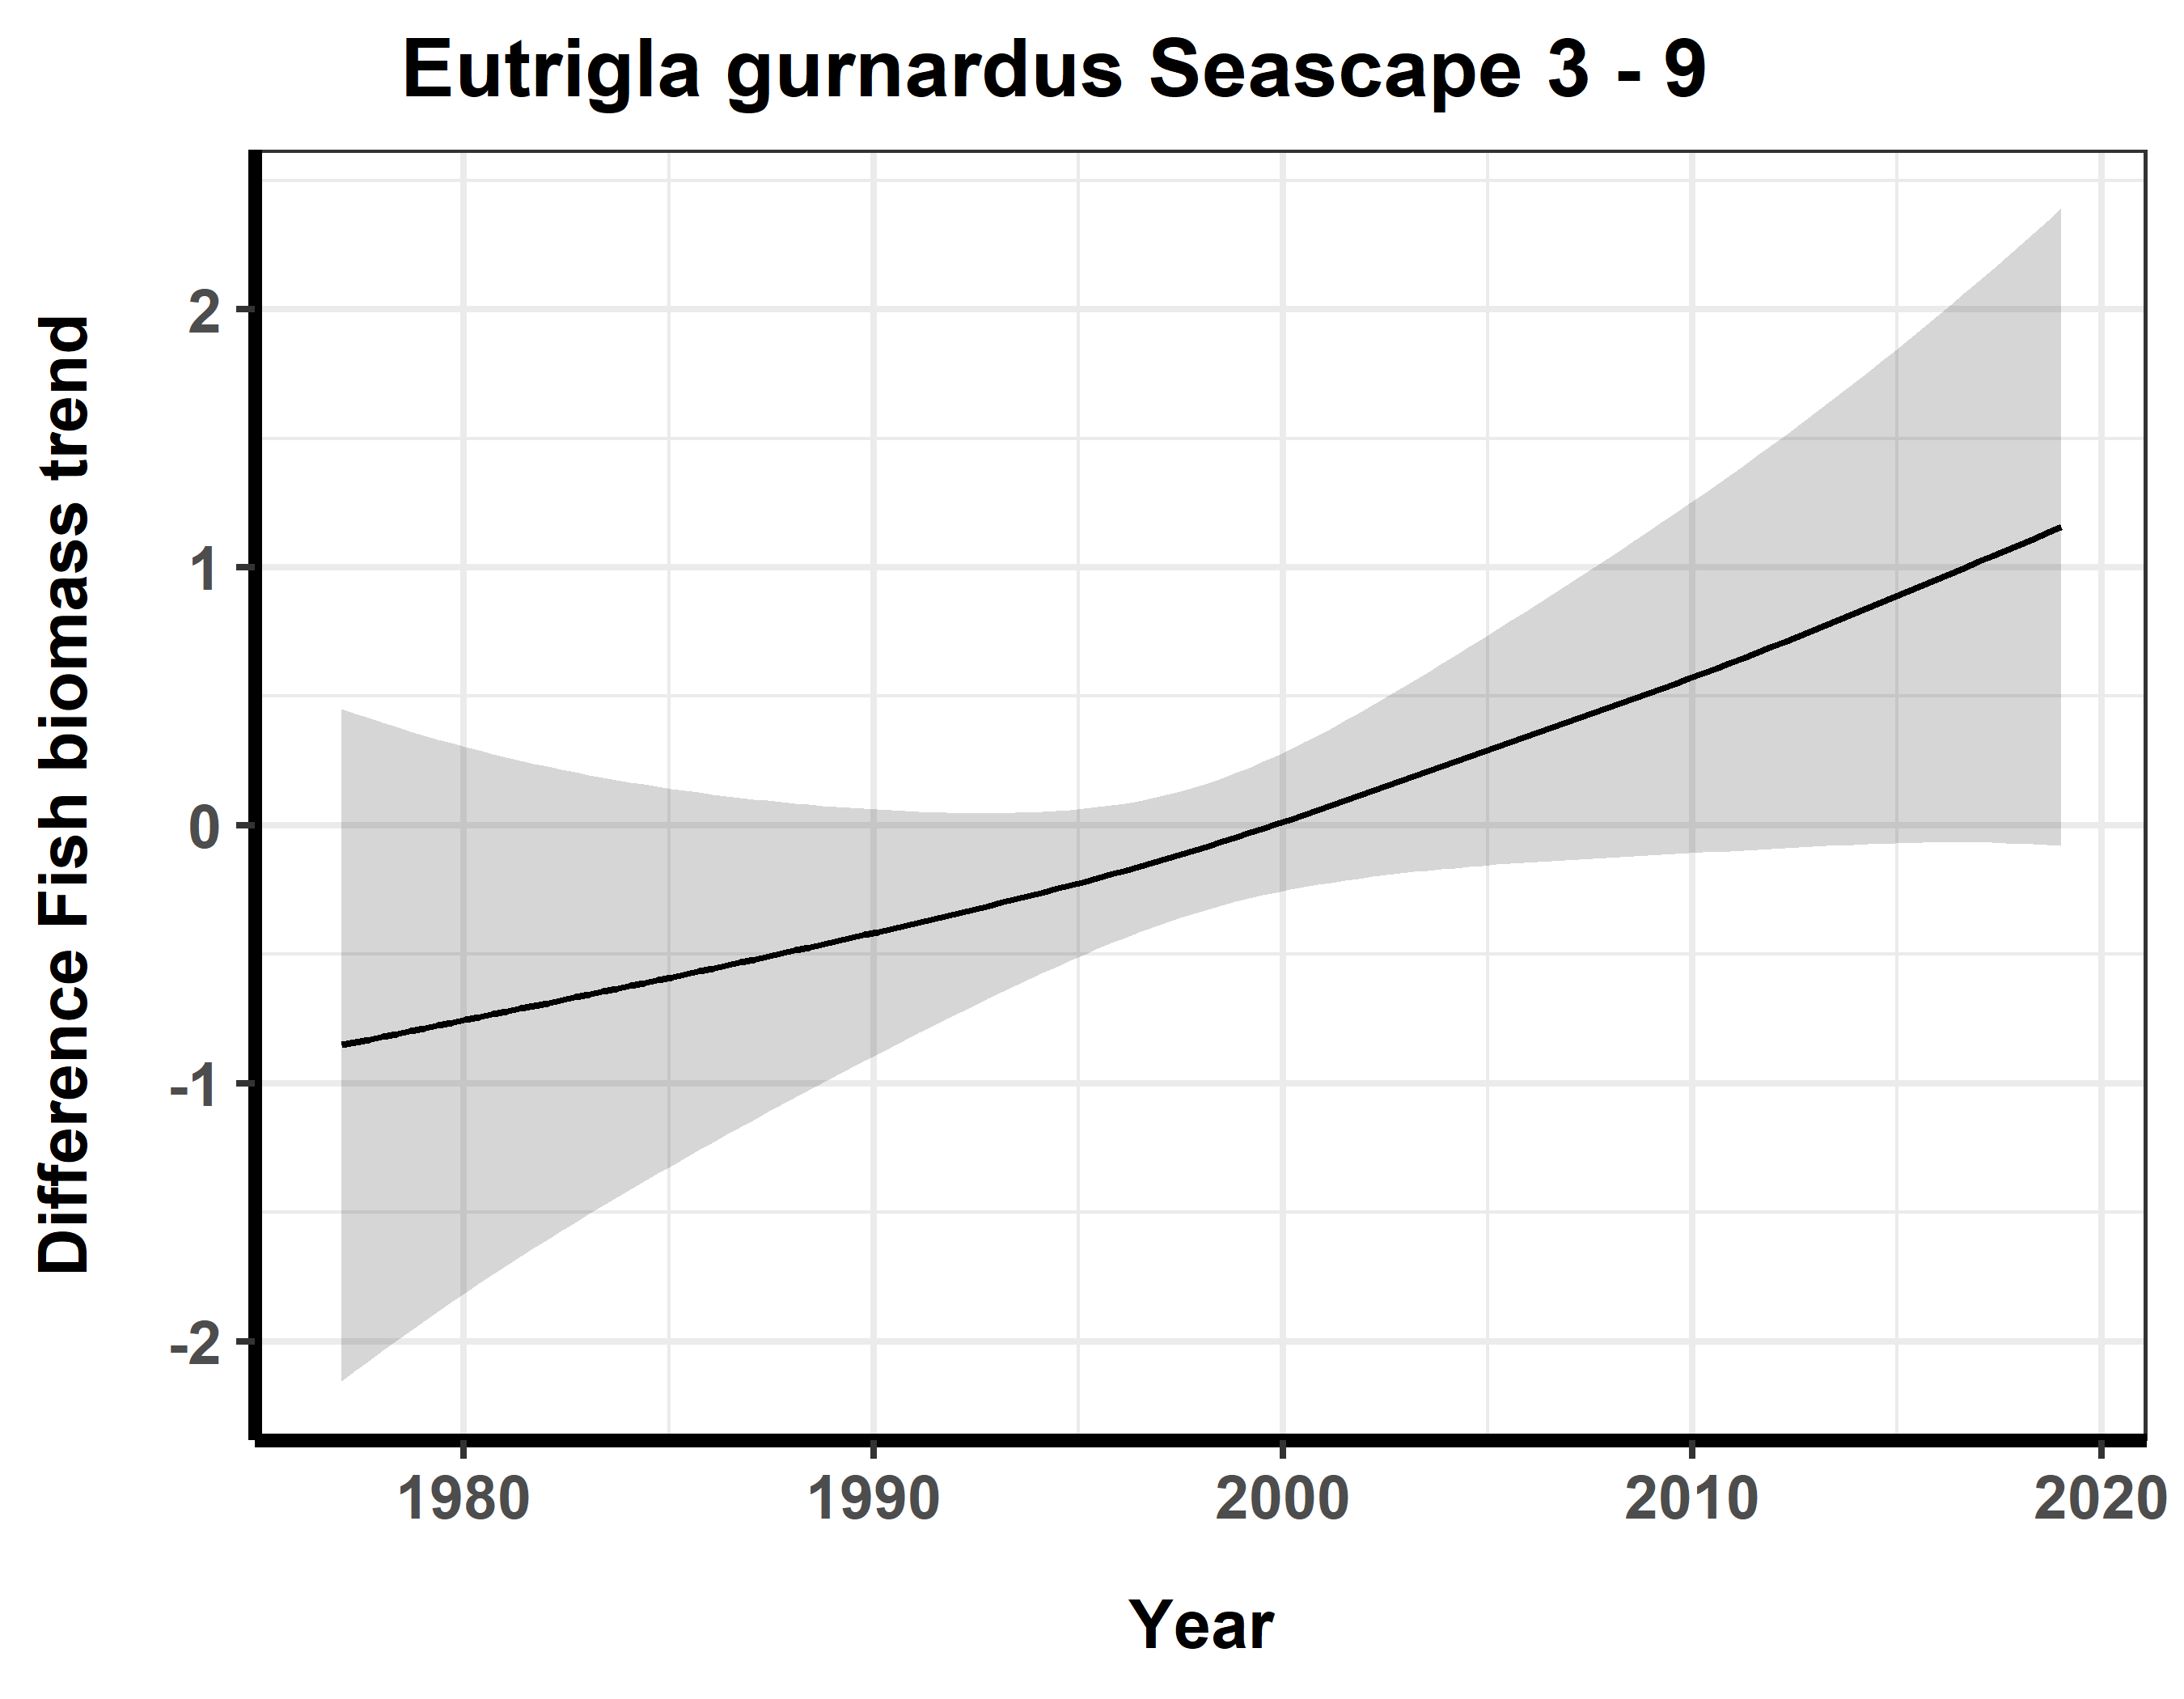 Eutrigla gurnardus Seascape 3 - 9
Difference Fish biomass trend
2
1
0
-1
-2
1980 1990 2000 2010 2020
Year